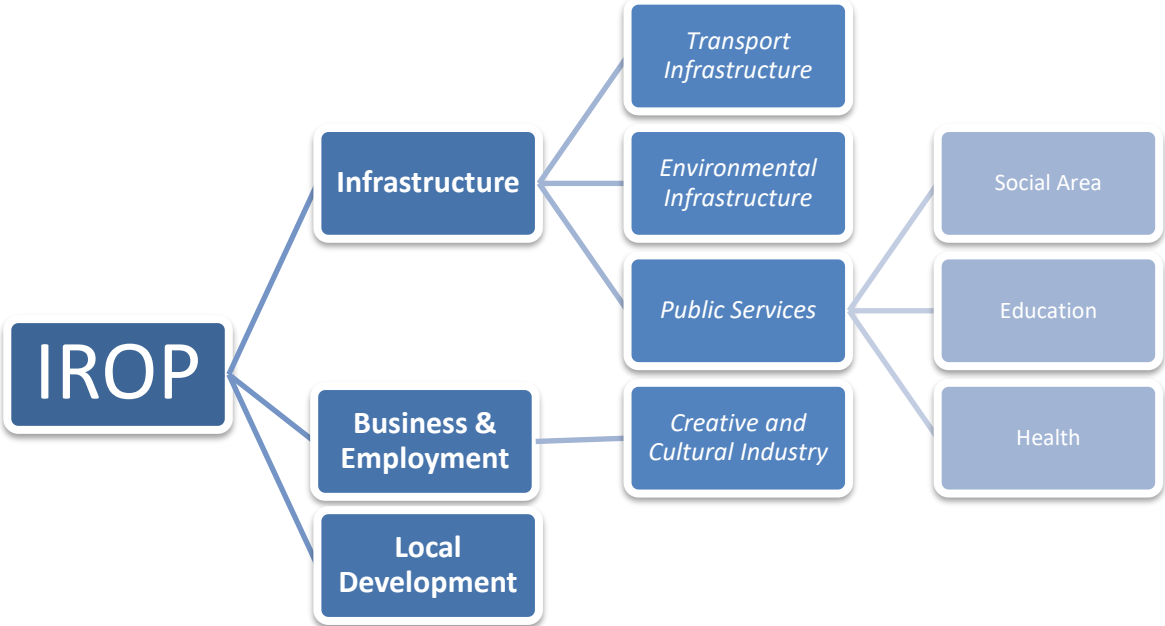 IROP
Infrastructure
Transport
Infrastructure
Environmental
Infrastructure
Public Services
Social Area
Education
Health
Business &
Employment
Creative and
Cultural Industry
Local
Development